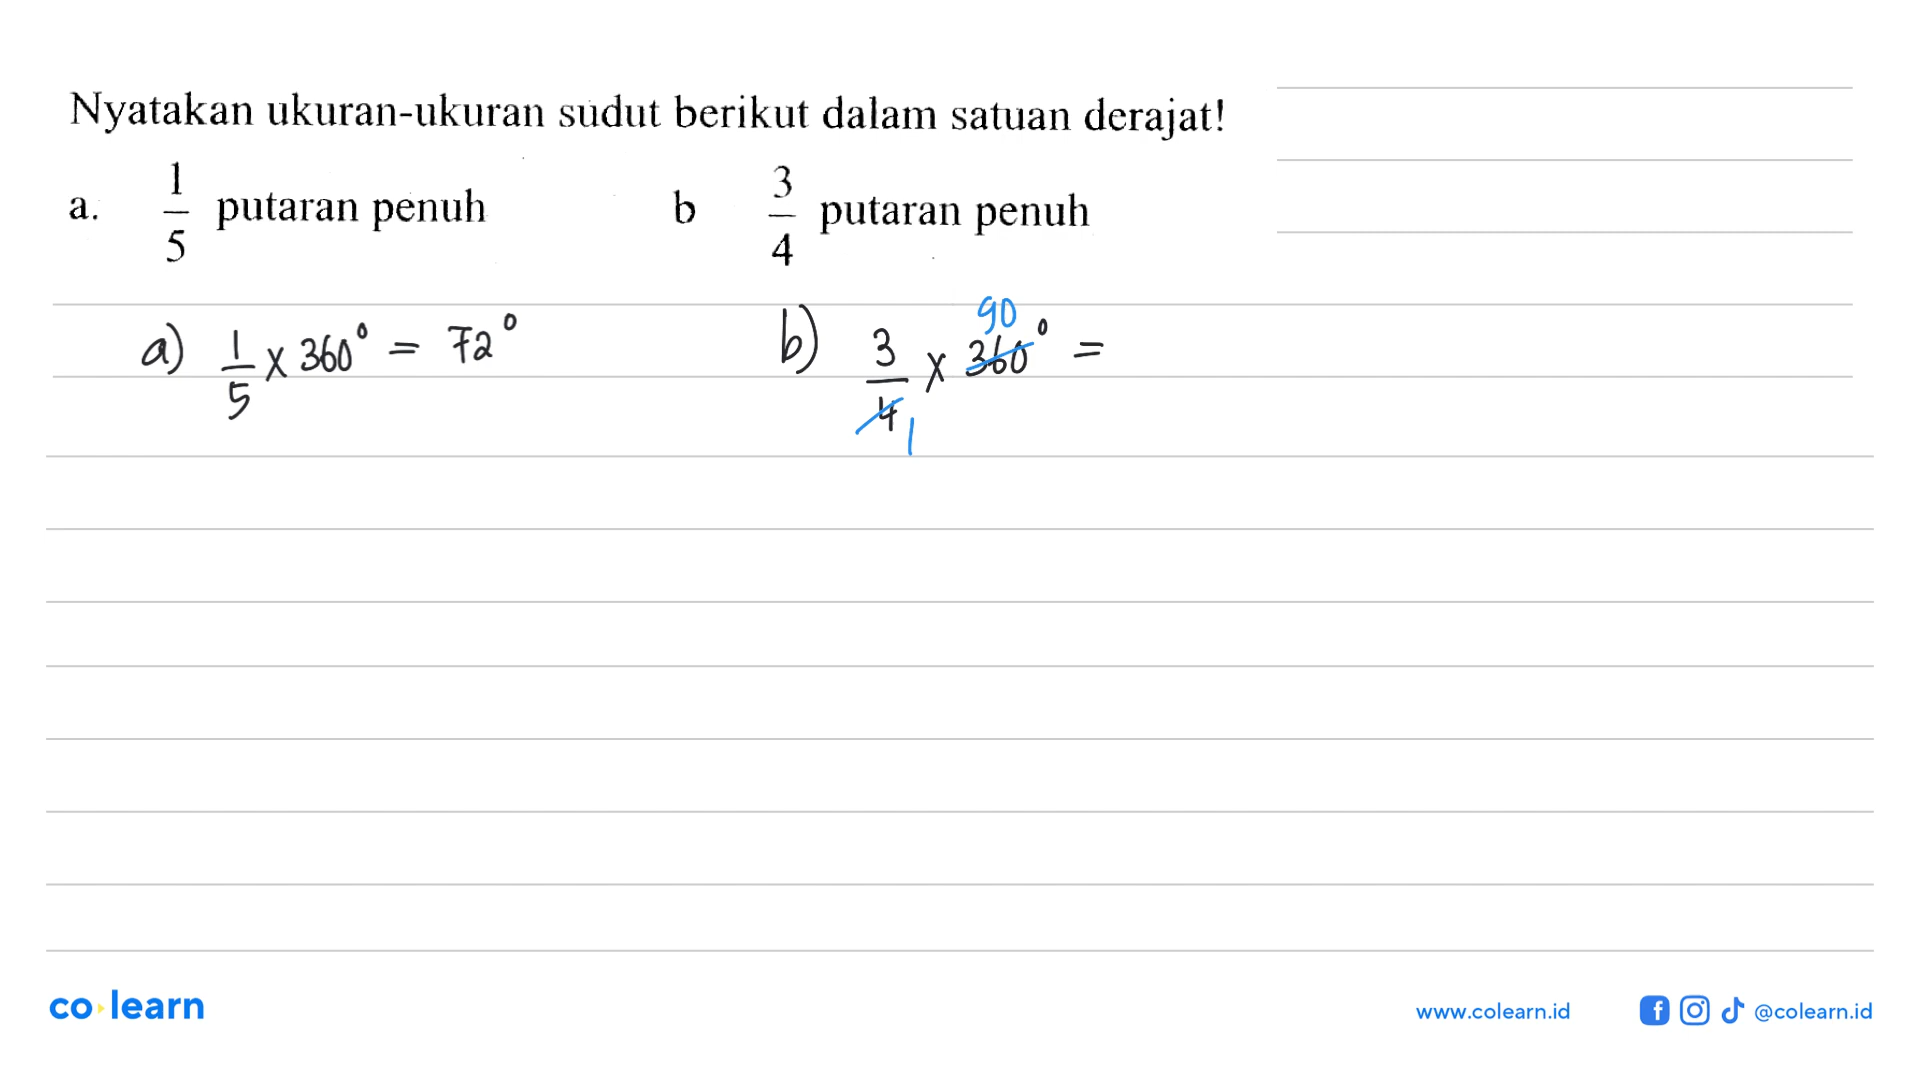 Nyatakan ukuran-ukuran sudut berikut dalam satuan derajat!
a. 1/5 putaran penuh b 3/4 putaran penuh
a) 1/5 x 360° = 72° b) 3/4 x 360° =
90
1
co learn
www.colearn.id @colearn.id